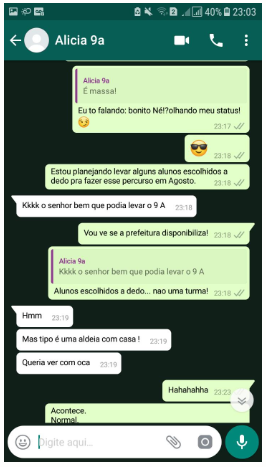 40% 23:03
Alicia 9a
Alicia 9a
É massa!
Eu to falando: bonito Né!?olhando meu status!
😏 23:17
😎
23:18
Estou planejando levar alguns alunos escolhidos a
dedo pra fazer esse percurso em Agosto. 23:18
Kkkk o senhor bem que podia levar o 9 A 23:18
Vou ve se a prefeitura disponibiliza! 23:18
Alicia 9a
Kkkk o senhor bem que podia levar o 9 A
Alunos escolhidos a dedo... nao uma turma! 23:18
Hmm 23:19
Mas tipo é uma aldeia com casa ! 23:19
Queria ver com oca 23:19
Hahahahha 23:23
Acontece.
Normal.
Digite aqui...